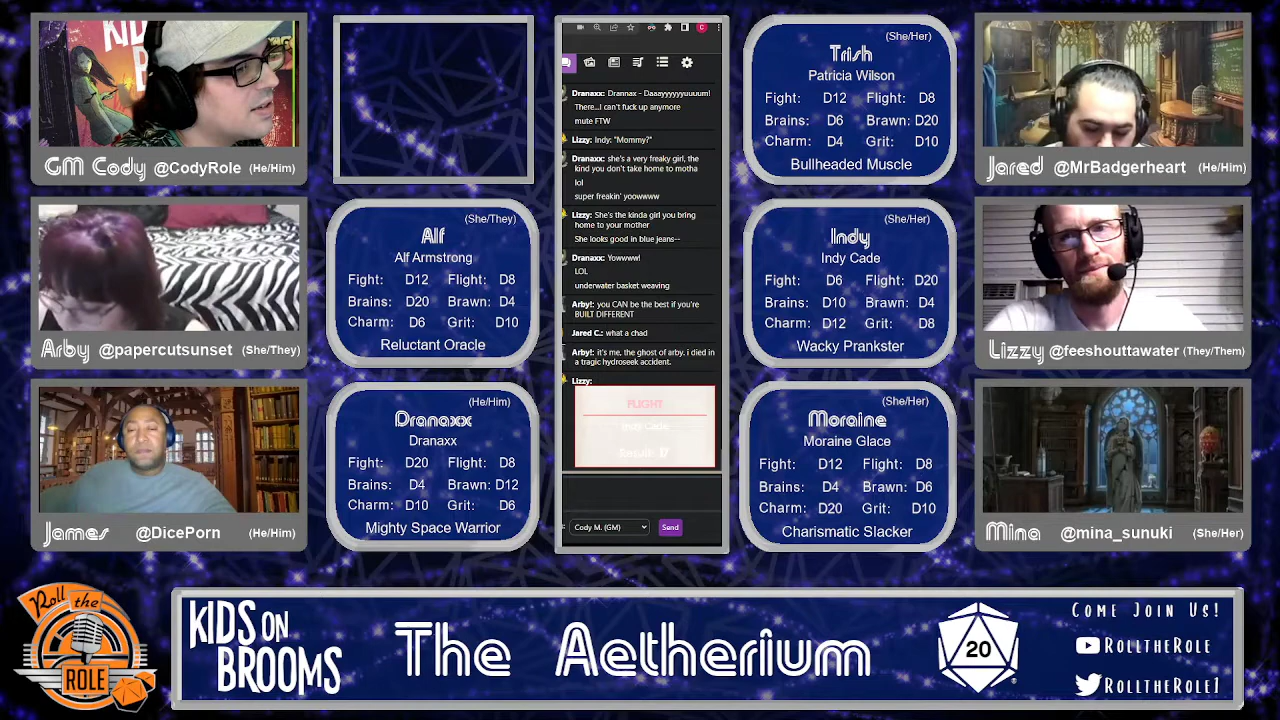 KIDS
BRO
GM Cody @CodyRole (He/Him)
Arby @papercutsunset (She/They)
James @DicePorn (He/Him)
(She/They)
Alf
Alf Armstrong
Fight: D12 Flight: D8
Brains: D20 Brawn: D4
Charm: D6 Grit: D10
Reluctant Oracle
(He/Him)
Dranaxx
Dranaxx
Fight: D20 Flight: D8
Brains: D4 Brawn: D12
Charm: D10 Grit: D6
Mighty Space Warrior
Dranaxx: Drannax - Daaayyyyyyuuuum!
There...I can't fuck up anymore
mute FTW
Lizzy: Indy: "Mommy?"
Dranaxx: she's a very freaky girl, the
kind you don't take home to motha
lol
super freakin' yoowwww
Lizzy: She's the kinda girl you bring
home to your mother
She looks good in blue jeans--
Dranaxx: Yowwww!
LOL
underwater basket weaving
Arby!: you CAN be the best if you're
BUILT DIFFERENT
Jared C.: what a chad
Arby!: it's me, the ghost of arby. i died in
a tragic hydroseek accident.
Lizzy:
FLIGHT
Indy Cade
Result: 17
Cody M. (GM) Send
(She/Her)
Trish
Patricia Wilson
Fight: D12 Flight: D8
Brains: D6 Brawn: D20
Charm: D4 Grit: D10
Bullheaded Muscle
(She/Her)
Indy
Indy Cade
Fight: D6 Flight: D20
Brains: D10 Brawn: D4
Charm: D12 Grit: D8
Wacky Prankster
(She/Her)
Moraine
Moraine Glace
Fight: D12 Flight: D8
Brains: D4 Brawn: D6
Charm: D20 Grit: D10
Charismatic Slacker
Jared @MrBadgerheart (He/Him)
Lizzy @feeshouttawater (They/Them)
Mina @mina_sunuki (She/Her)
Roll the
ROLE
KIDS ON
BROOMS
The Aetherium
20
COME JOIN US!
ROLLTHEROLE
ROLLTHEROLE1